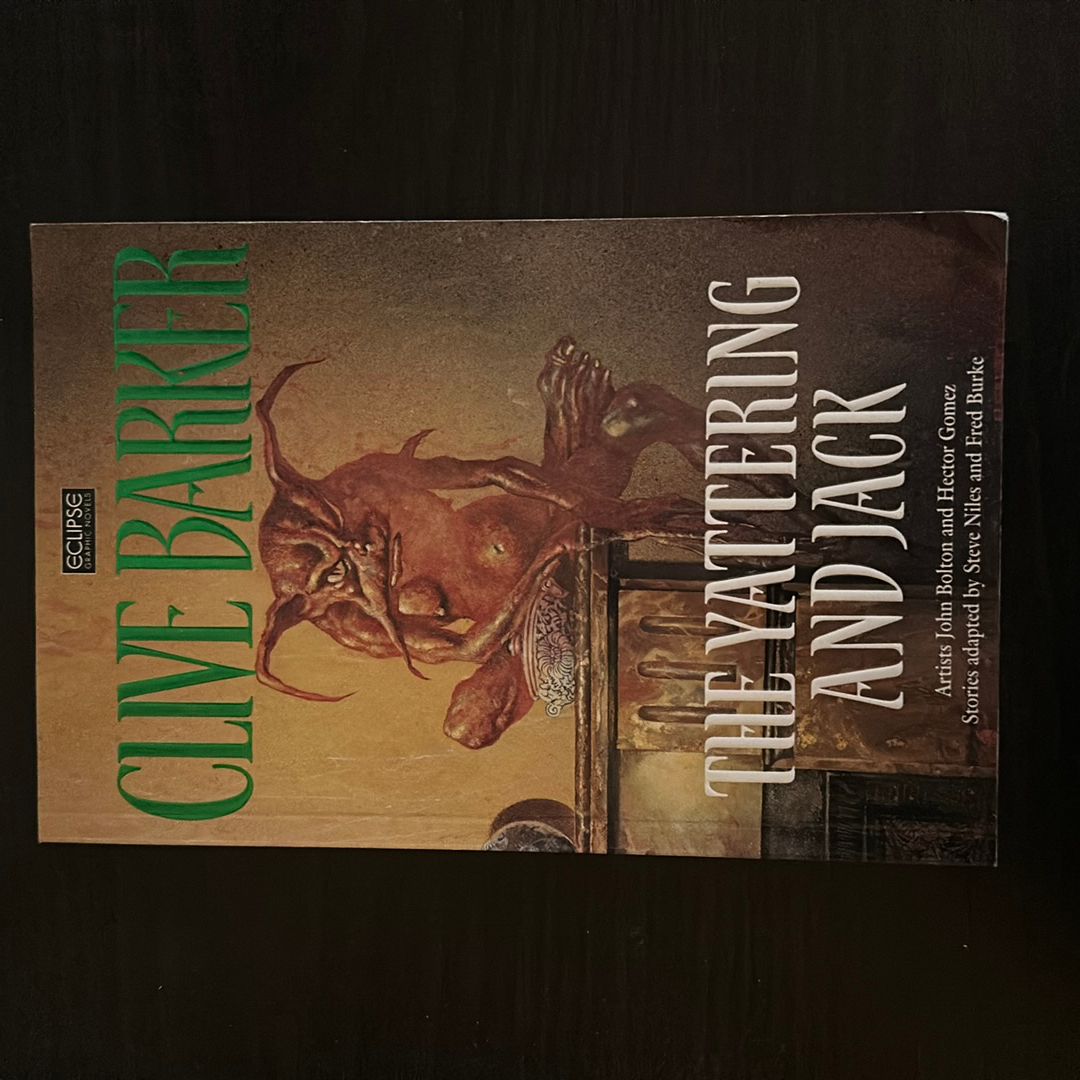 ECLIPSE
GRAPHIC NOVELS
CLIVE BARKER
THE YATTERING
AND JACK
Artists John Bolton and Hector Gomez
Stories adapted by Steve Niles and Fred Burke